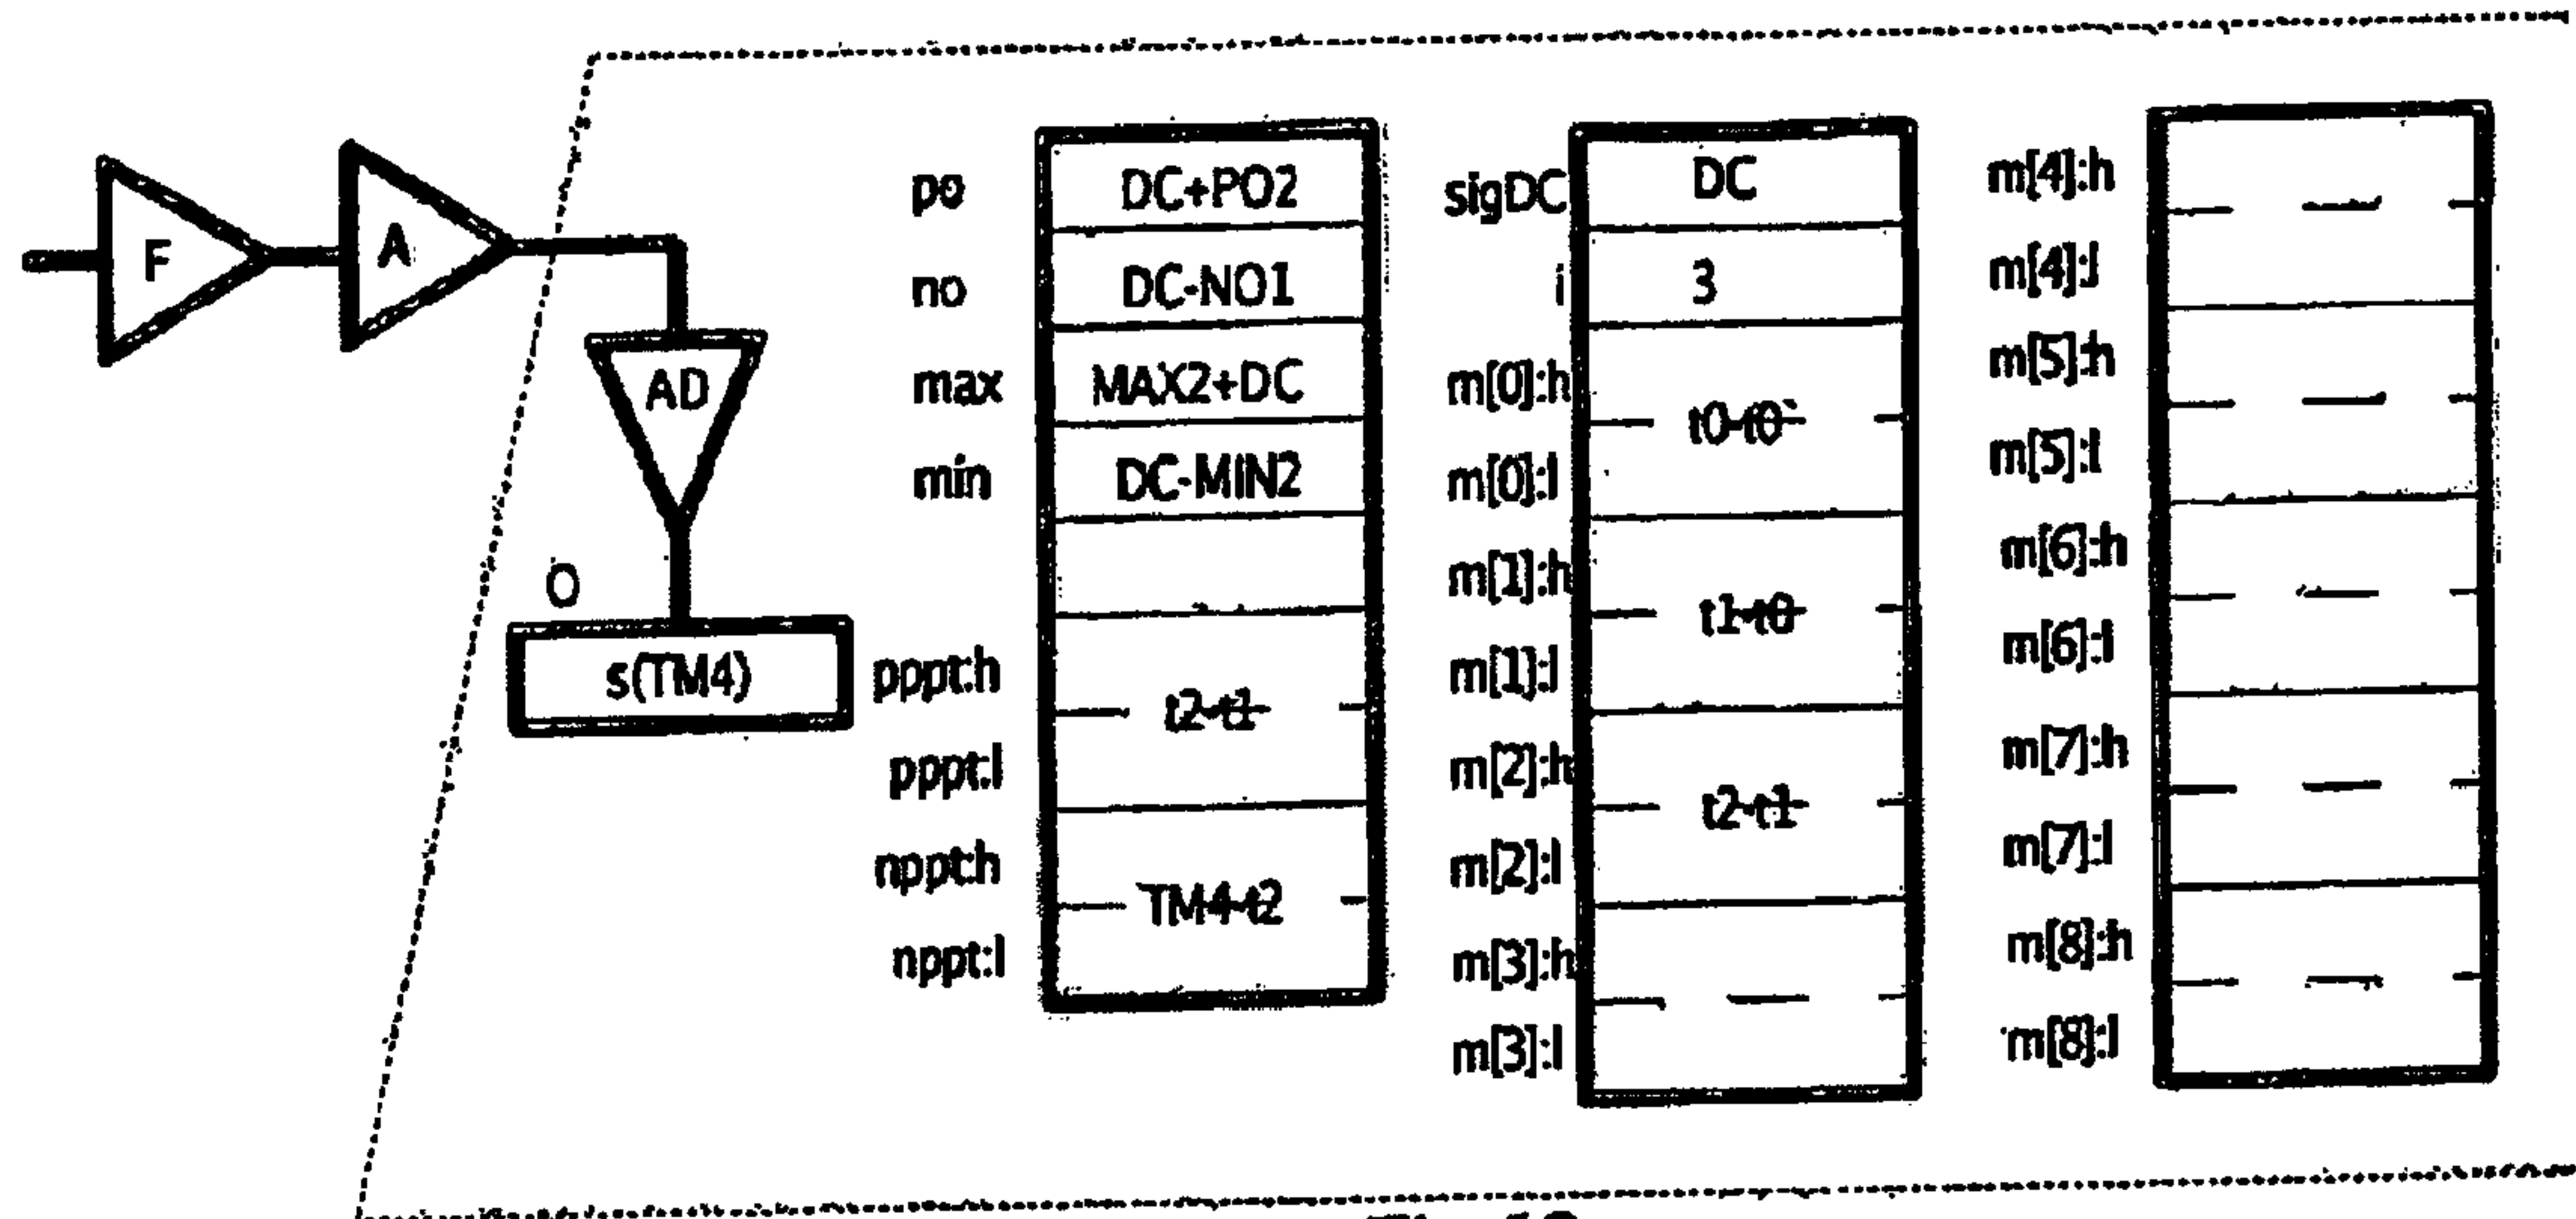 F
A
AD
O
s(TM4)
po
DC+PO2
no
DC-NO1
max
MAX2+DC
min
DC-MIN2
pppt:h
t2-t1
pppt:l
nppt:h
TM4-t2
nppt:l
sigDC
DC
i
3
m[0]:h
t0-t0`
m[0]:l
m[1]:h
t1-t0
m[1]:l
m[2]:h
t2-t1
m[2]:l
m[3]:h
m[3]:l
m[4]:h
m[4]:l
m[5]:h
m[5]:l
m[6]:h
m[6]:l
m[7]:h
m[7]:l
m[8]:h
m[8]:l